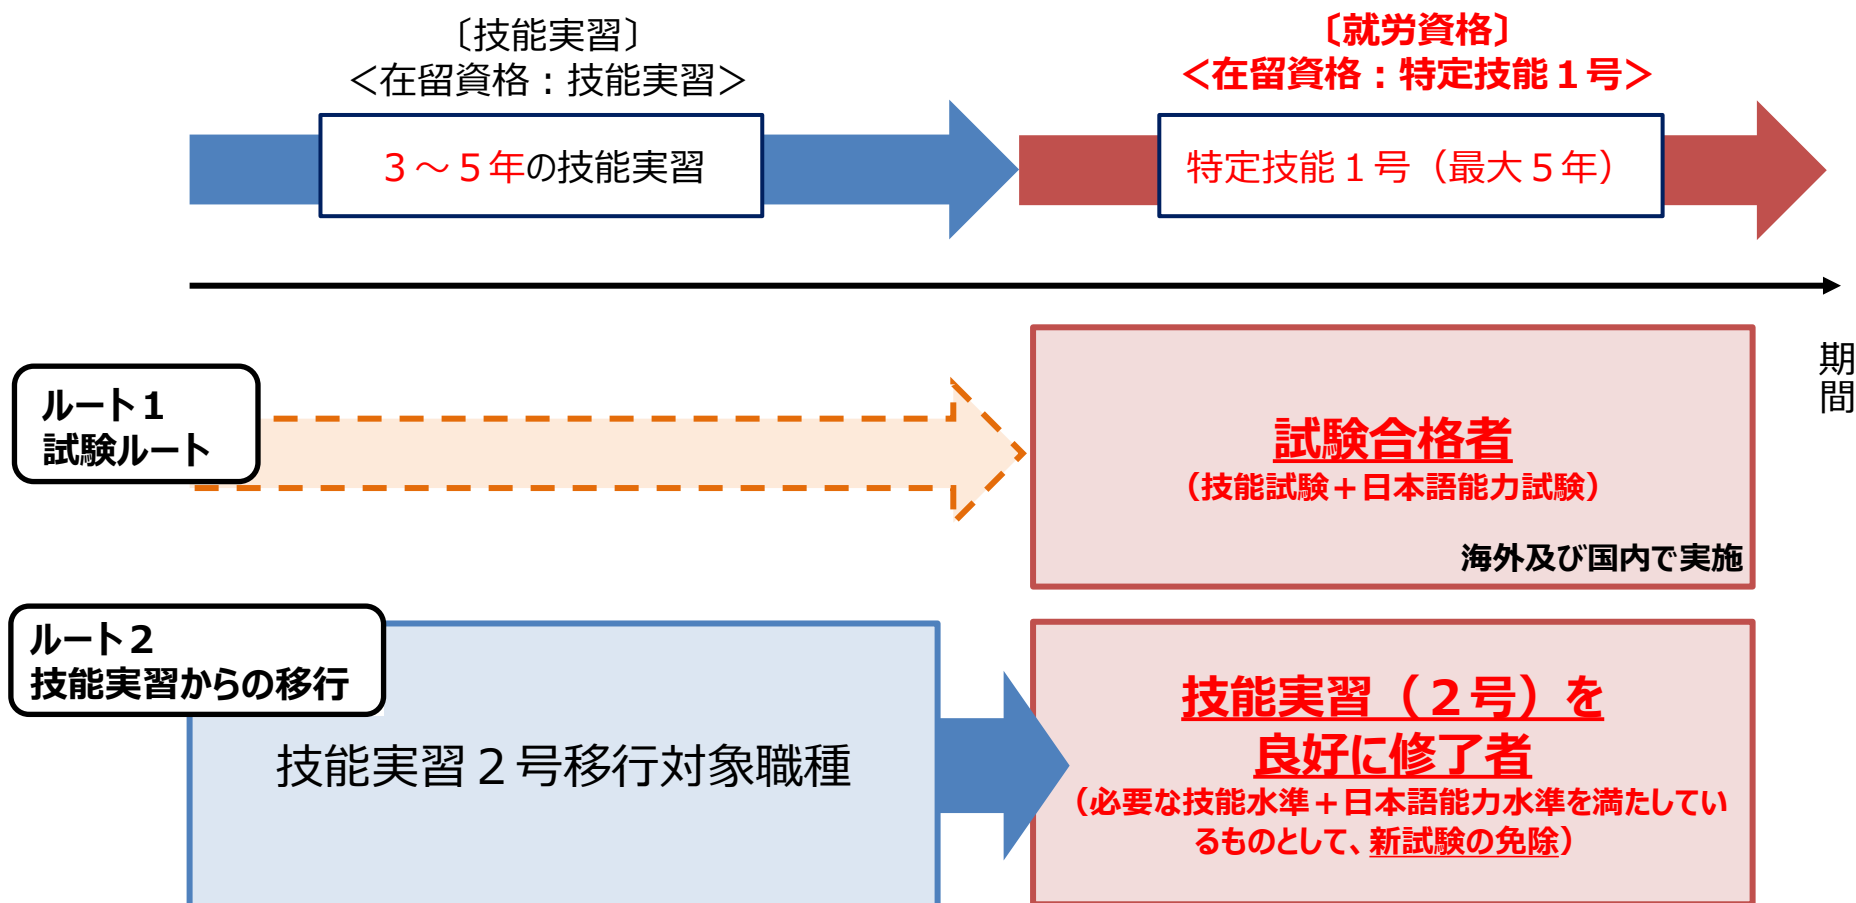 〔技能実習〕
＜在留資格：技能実習＞
〔就労資格〕
＜在留資格：特定技能１号＞
３～５年の技能実習
特定技能１号（最大５年）
期間
ルート１
試験ルート
試験合格者
（技能試験＋日本語能力試験）
海外及び国内で実施
ルート２
技能実習からの移行
技能実習２号移行対象職種
技能実習（２号）を
良好に修了者
（必要な技能水準＋日本語能力水準を満たしてい
るものとして、新試験の免除）